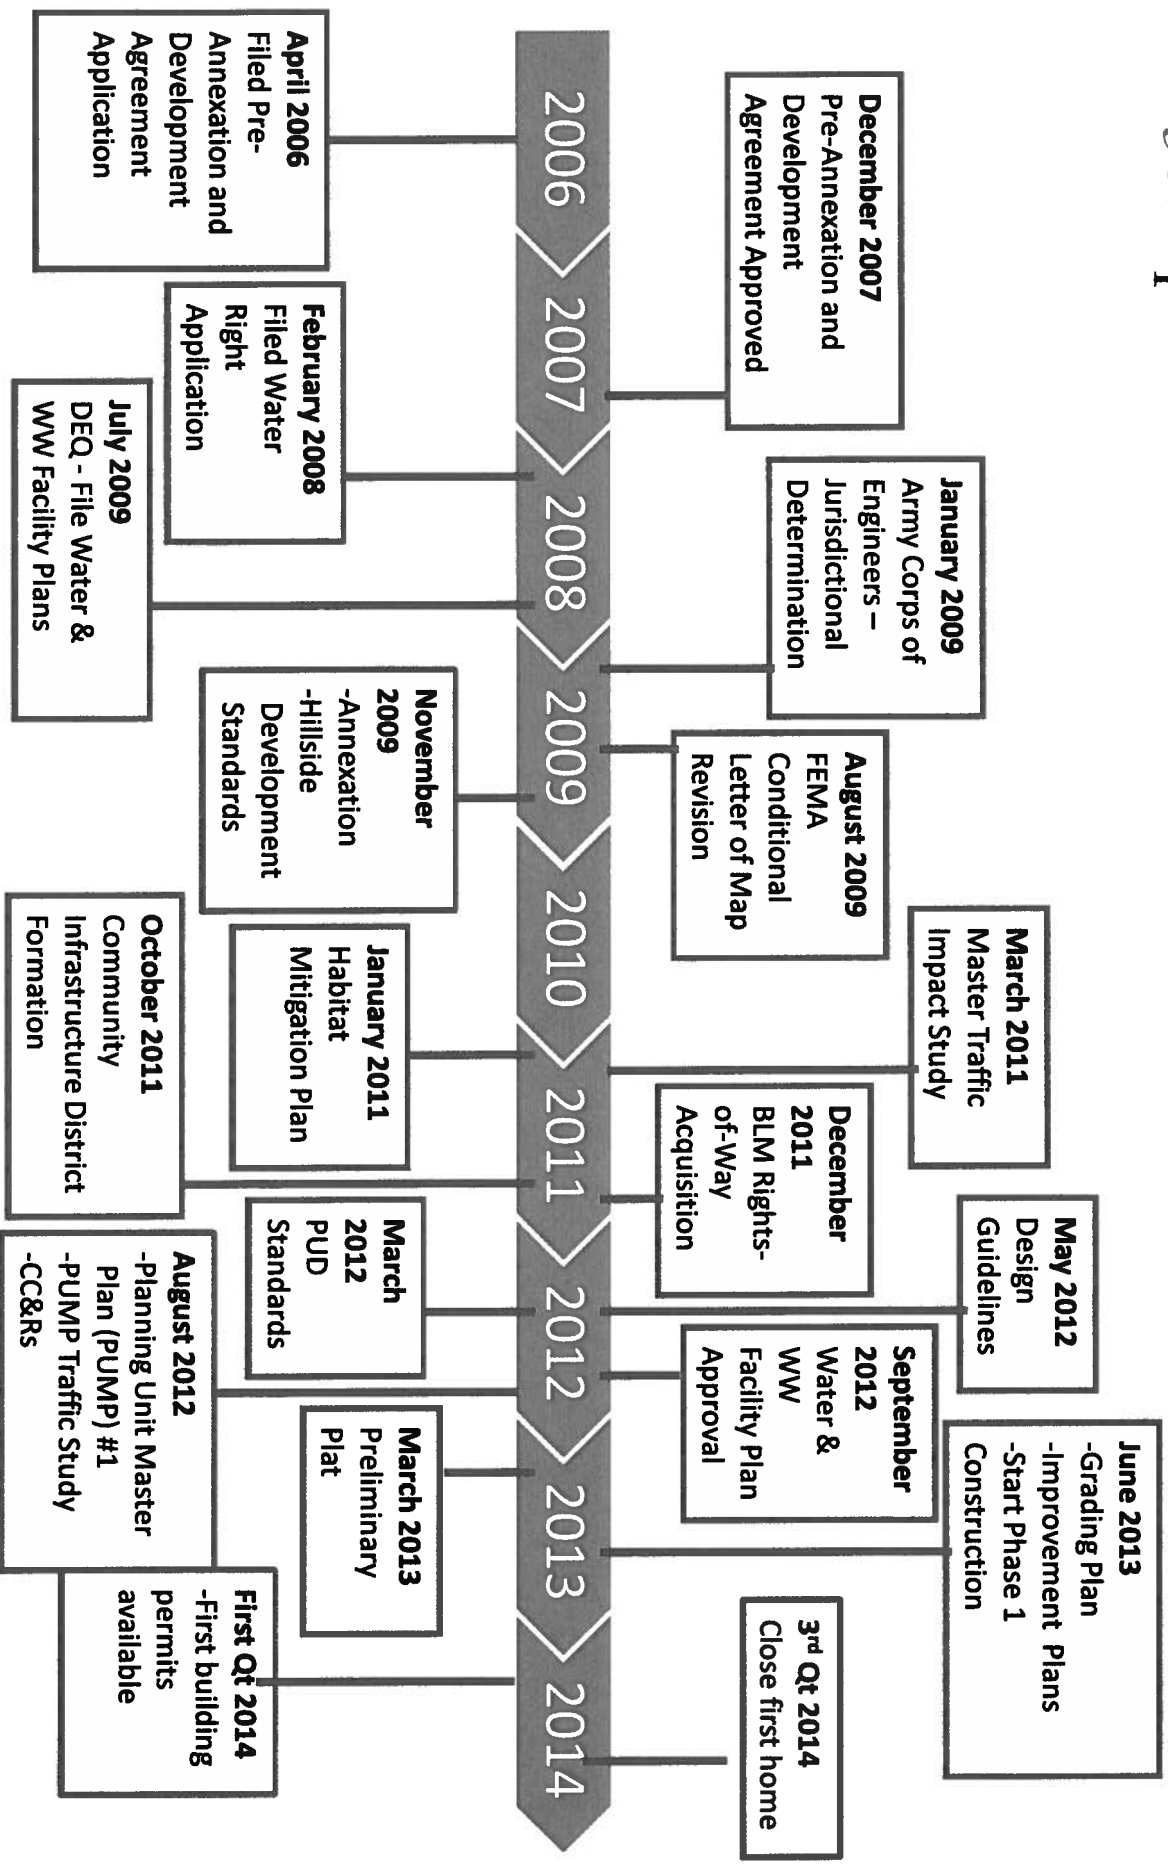 December 2007
Pre-Annexation and
Development
Agreement Approved
January 2009
Army Corps of
Engineers –
Jurisdictional
Determination
August 2009
FEMA
Conditional
Letter of Map
Revision
March 2011
Master Traffic
Impact Study
December
2011
BLM Rights-
of-Way
Acquisition
May 2012
Design
Guidelines
September
2012
Water &
WW
Facility Plan
Approval
June 2013
-Grading Plan
-Improvement Plans
-Start Phase 1
Construction
3rd Qt 2014
Close first home
2006
2007
2008
2009
2010
2011
2012
2013
2014
April 2006
Filed Pre-
Annexation and
Development
Agreement
Application
February 2008
Filed Water
Right
Application
July 2009
DEQ - File Water &
WW Facility Plans
November
2009
-Annexation
-Hillside
Development
Standards
January 2011
Habitat
Mitigation Plan
October 2011
Community
Infrastructure District
Formation
March
2012
PUD
Standards
August 2012
-Planning Unit Master
Plan (PUMP) #1
-PUMP Traffic Study
-CC&Rs
March 2013
Preliminary
Plat
First Qt 2014
-First building
permits
available